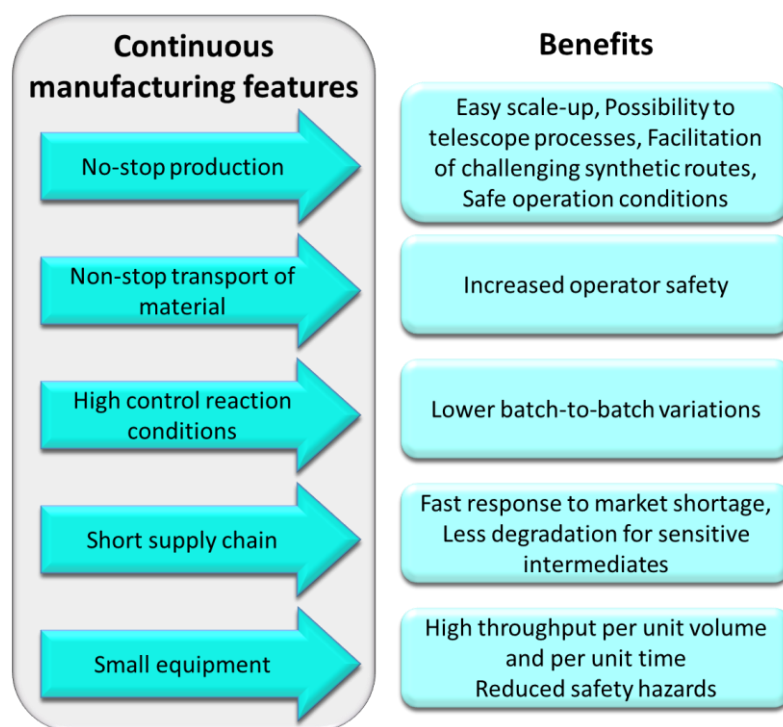 Continuous
manufacturing features
Benefits
No-stop production
Easy scale-up, Possibility to
telescope processes, Facilitation
of challenging synthetic routes,
Safe operation conditions
Non-stop transport of
material
Increased operator safety
High control reaction
conditions
Lower batch-to-batch variations
Short supply chain
Fast response to market shortage,
Less degradation for sensitive
intermediates
Small equipment
High throughput per unit volume
and per unit time
Reduced safety hazards